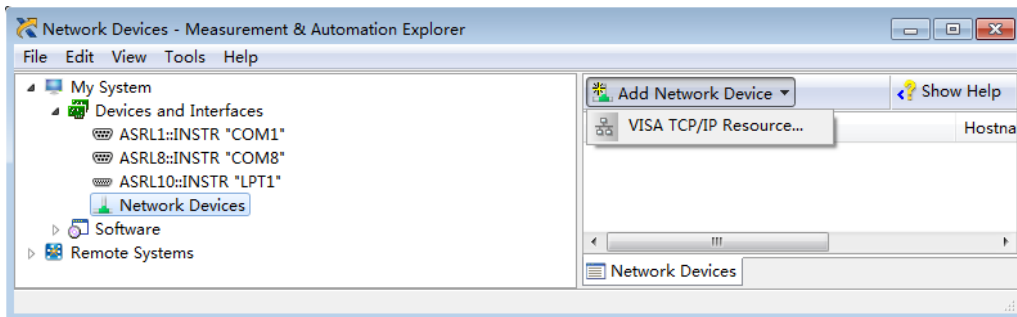 Network Devices - Measurement & Automation Explorer
File Edit View Tools Help
My System
Devices and Interfaces
ASRL1::INSTR "COM1"
ASRL8::INSTR "COM8"
ASRL10::INSTR "LPT1"
Network Devices
Software
Remote Systems
Add Network Device
Show Help
VISA TCP/IP Resource...
Hostna
Network Devices